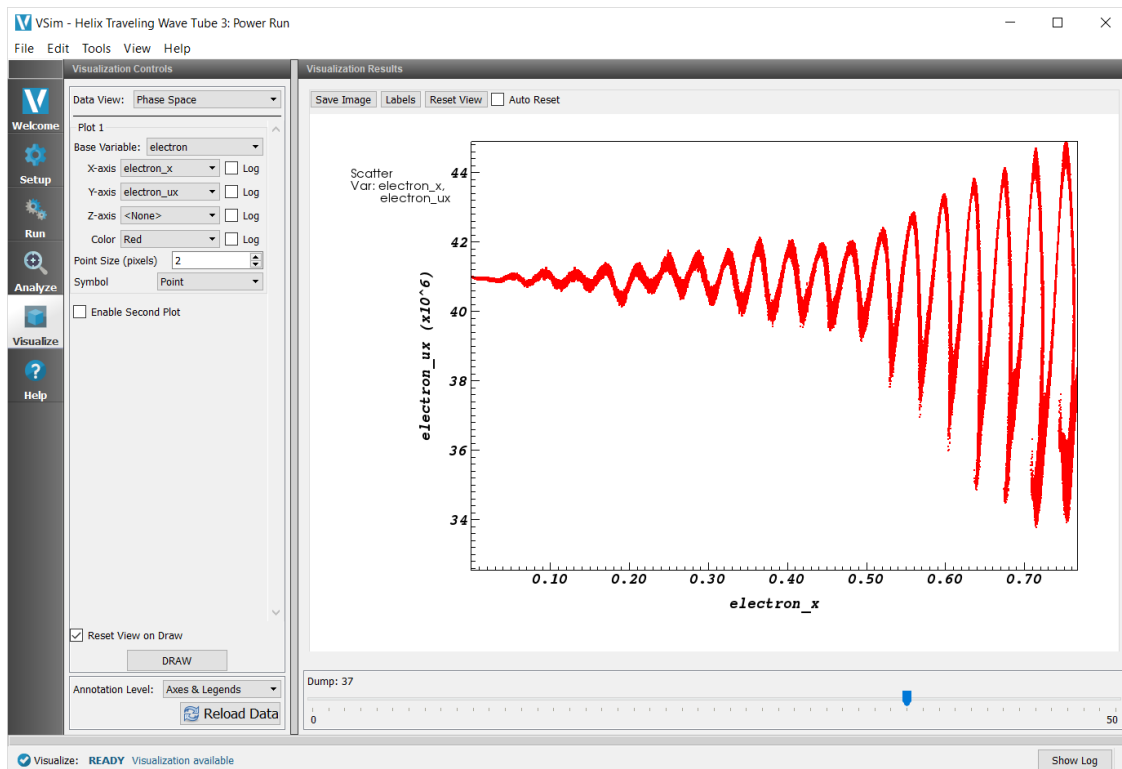 VSim - Helix Traveling Wave Tube 3: Power Run
File Edit Tools View Help
Welcome
Setup
Run
Analyze
Visualize
Help
Visualization Controls
Data View: Phase Space
Plot 1
Base Variable: electron
X-axis electron_x Log
Y-axis electron_ux Log
Z-axis <None> Log
Color Red Log
Point Size (pixels) 2
Symbol Point
Enable Second Plot
Reset View on Draw
DRAW
Annotation Level: Axes & Legends
Reload Data
Visualization Results
Save Image Labels Reset View Auto Reset
Scatter
Var: electron_x,
electron_ux
electron_ux (x10^6)
44
42
40
38
36
34
0.10 0.20 0.30 0.40 0.50 0.60 0.70
electron_x
Dump: 37
0 50
Visualize: READY Visualization available
Show Log